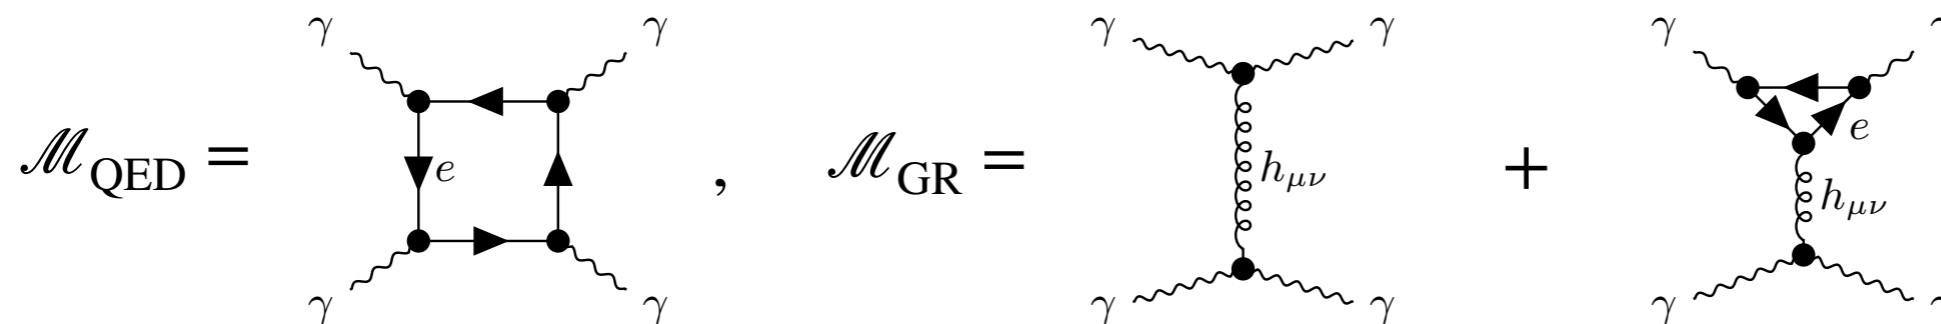 γ γ γ γ γ γ
ℳ_QED = e , ℳ_GR = h_μν + e h_μν
γ γ γ γ γ γ